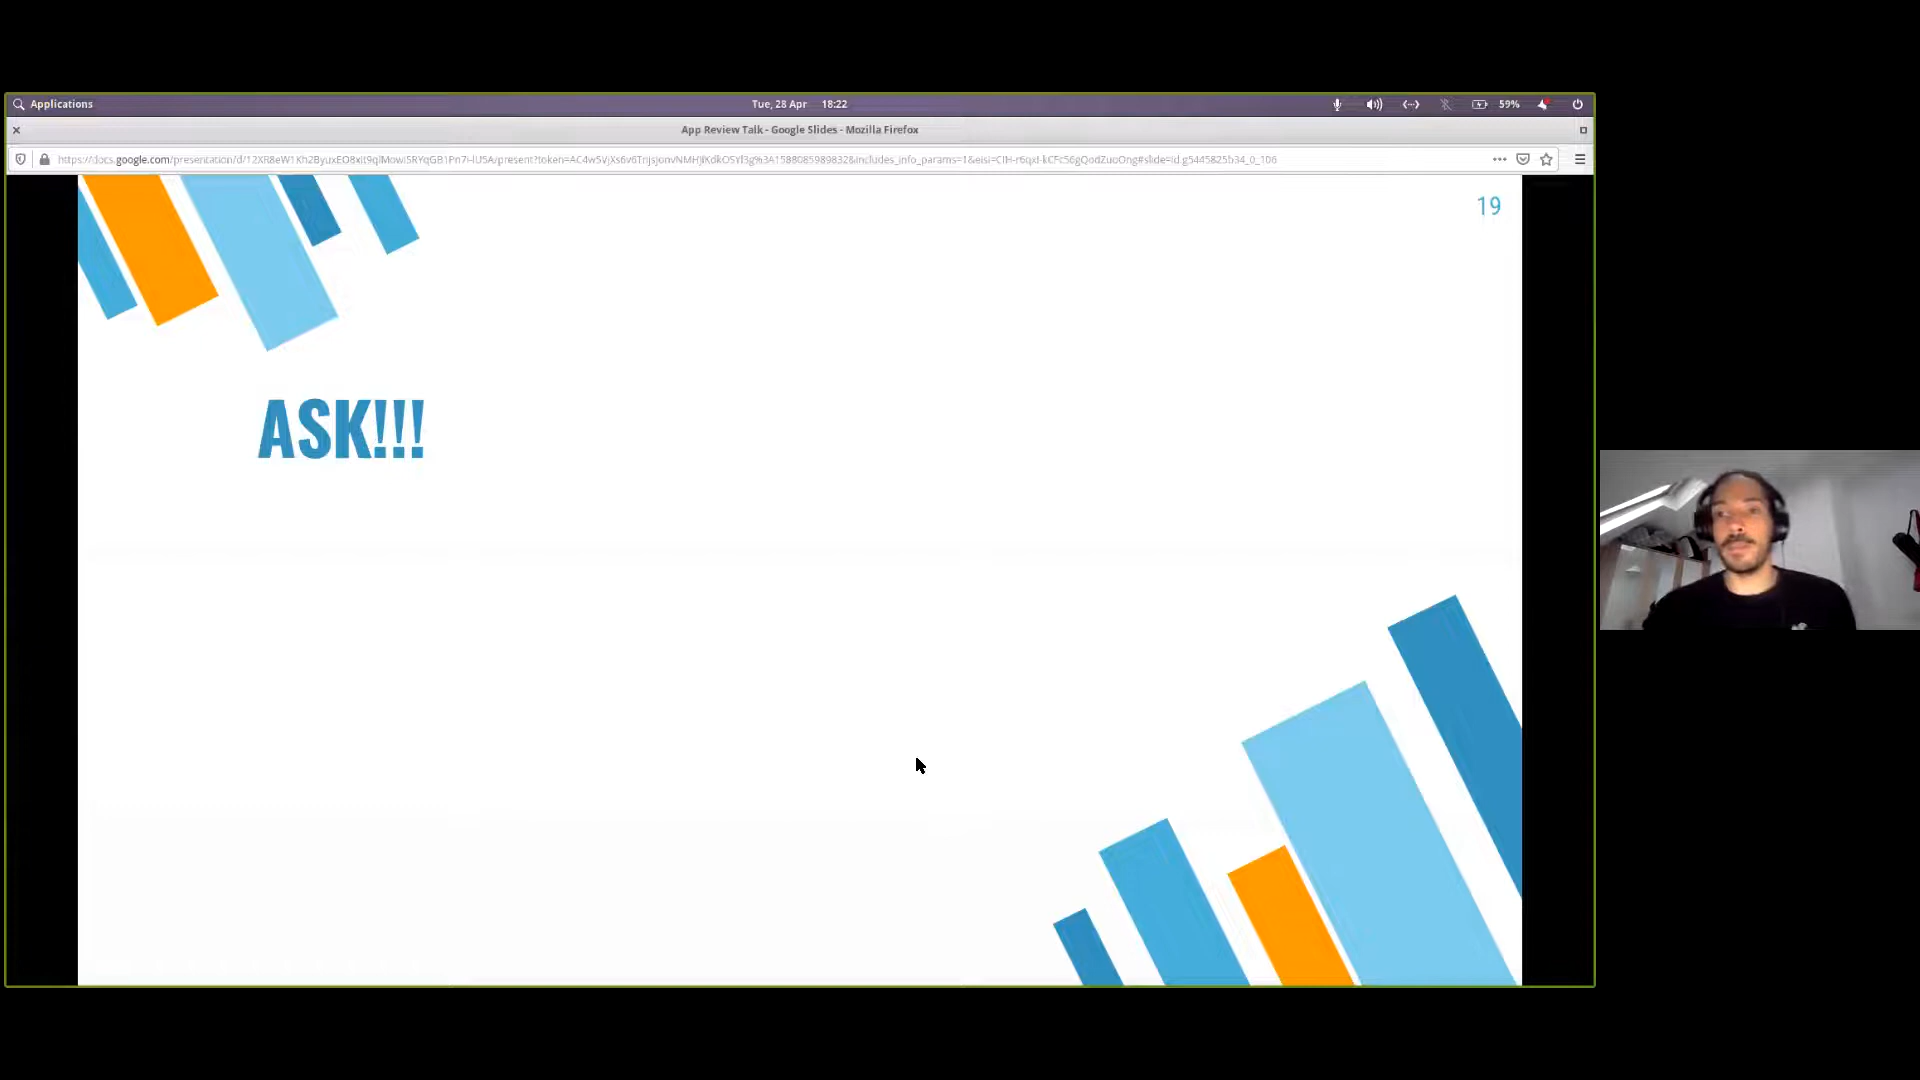 Applications
Tue, 28 Apr 18:22
59%
App Review Talk - Google Slides - Mozilla Firefox
19
ASK!!!